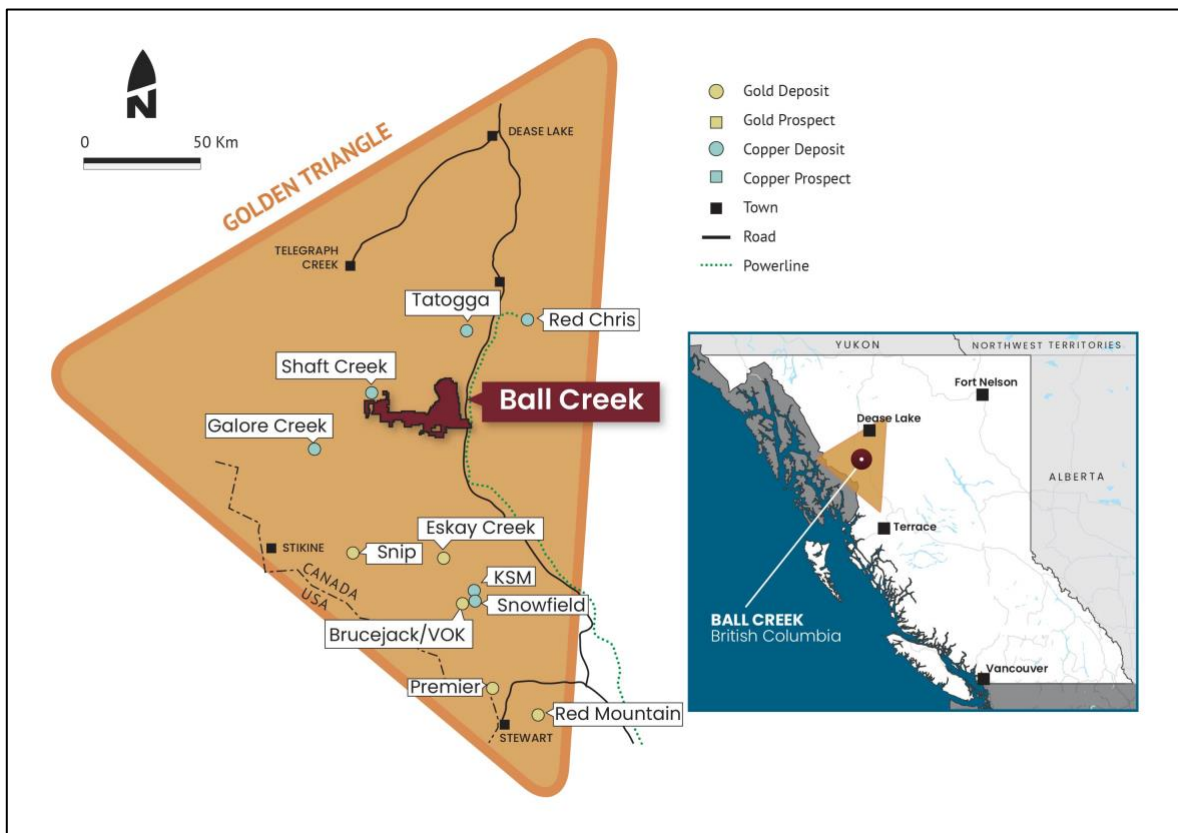 N
0 50 Km
GOLDEN TRIANGLE
DEASE LAKE
TELEGRAPH
CREEK
Tatogga
Red Chris
Shaft Creek
Ball Creek
Galore Creek
Eskay Creek
STIKINE
Snip
CANADA
USA
KSM
Snowfield
Brucejack/VOK
Premier
Red Mountain
STEWART
Gold Deposit
Gold Prospect
Copper Deposit
Copper Prospect
Town
Road
Powerline
YUKON
NORTHWEST TERRITORIES
Fort Nelson
Dease Lake
ALBERTA
Terrace
BALL CREEK
British Columbia
Vancouver